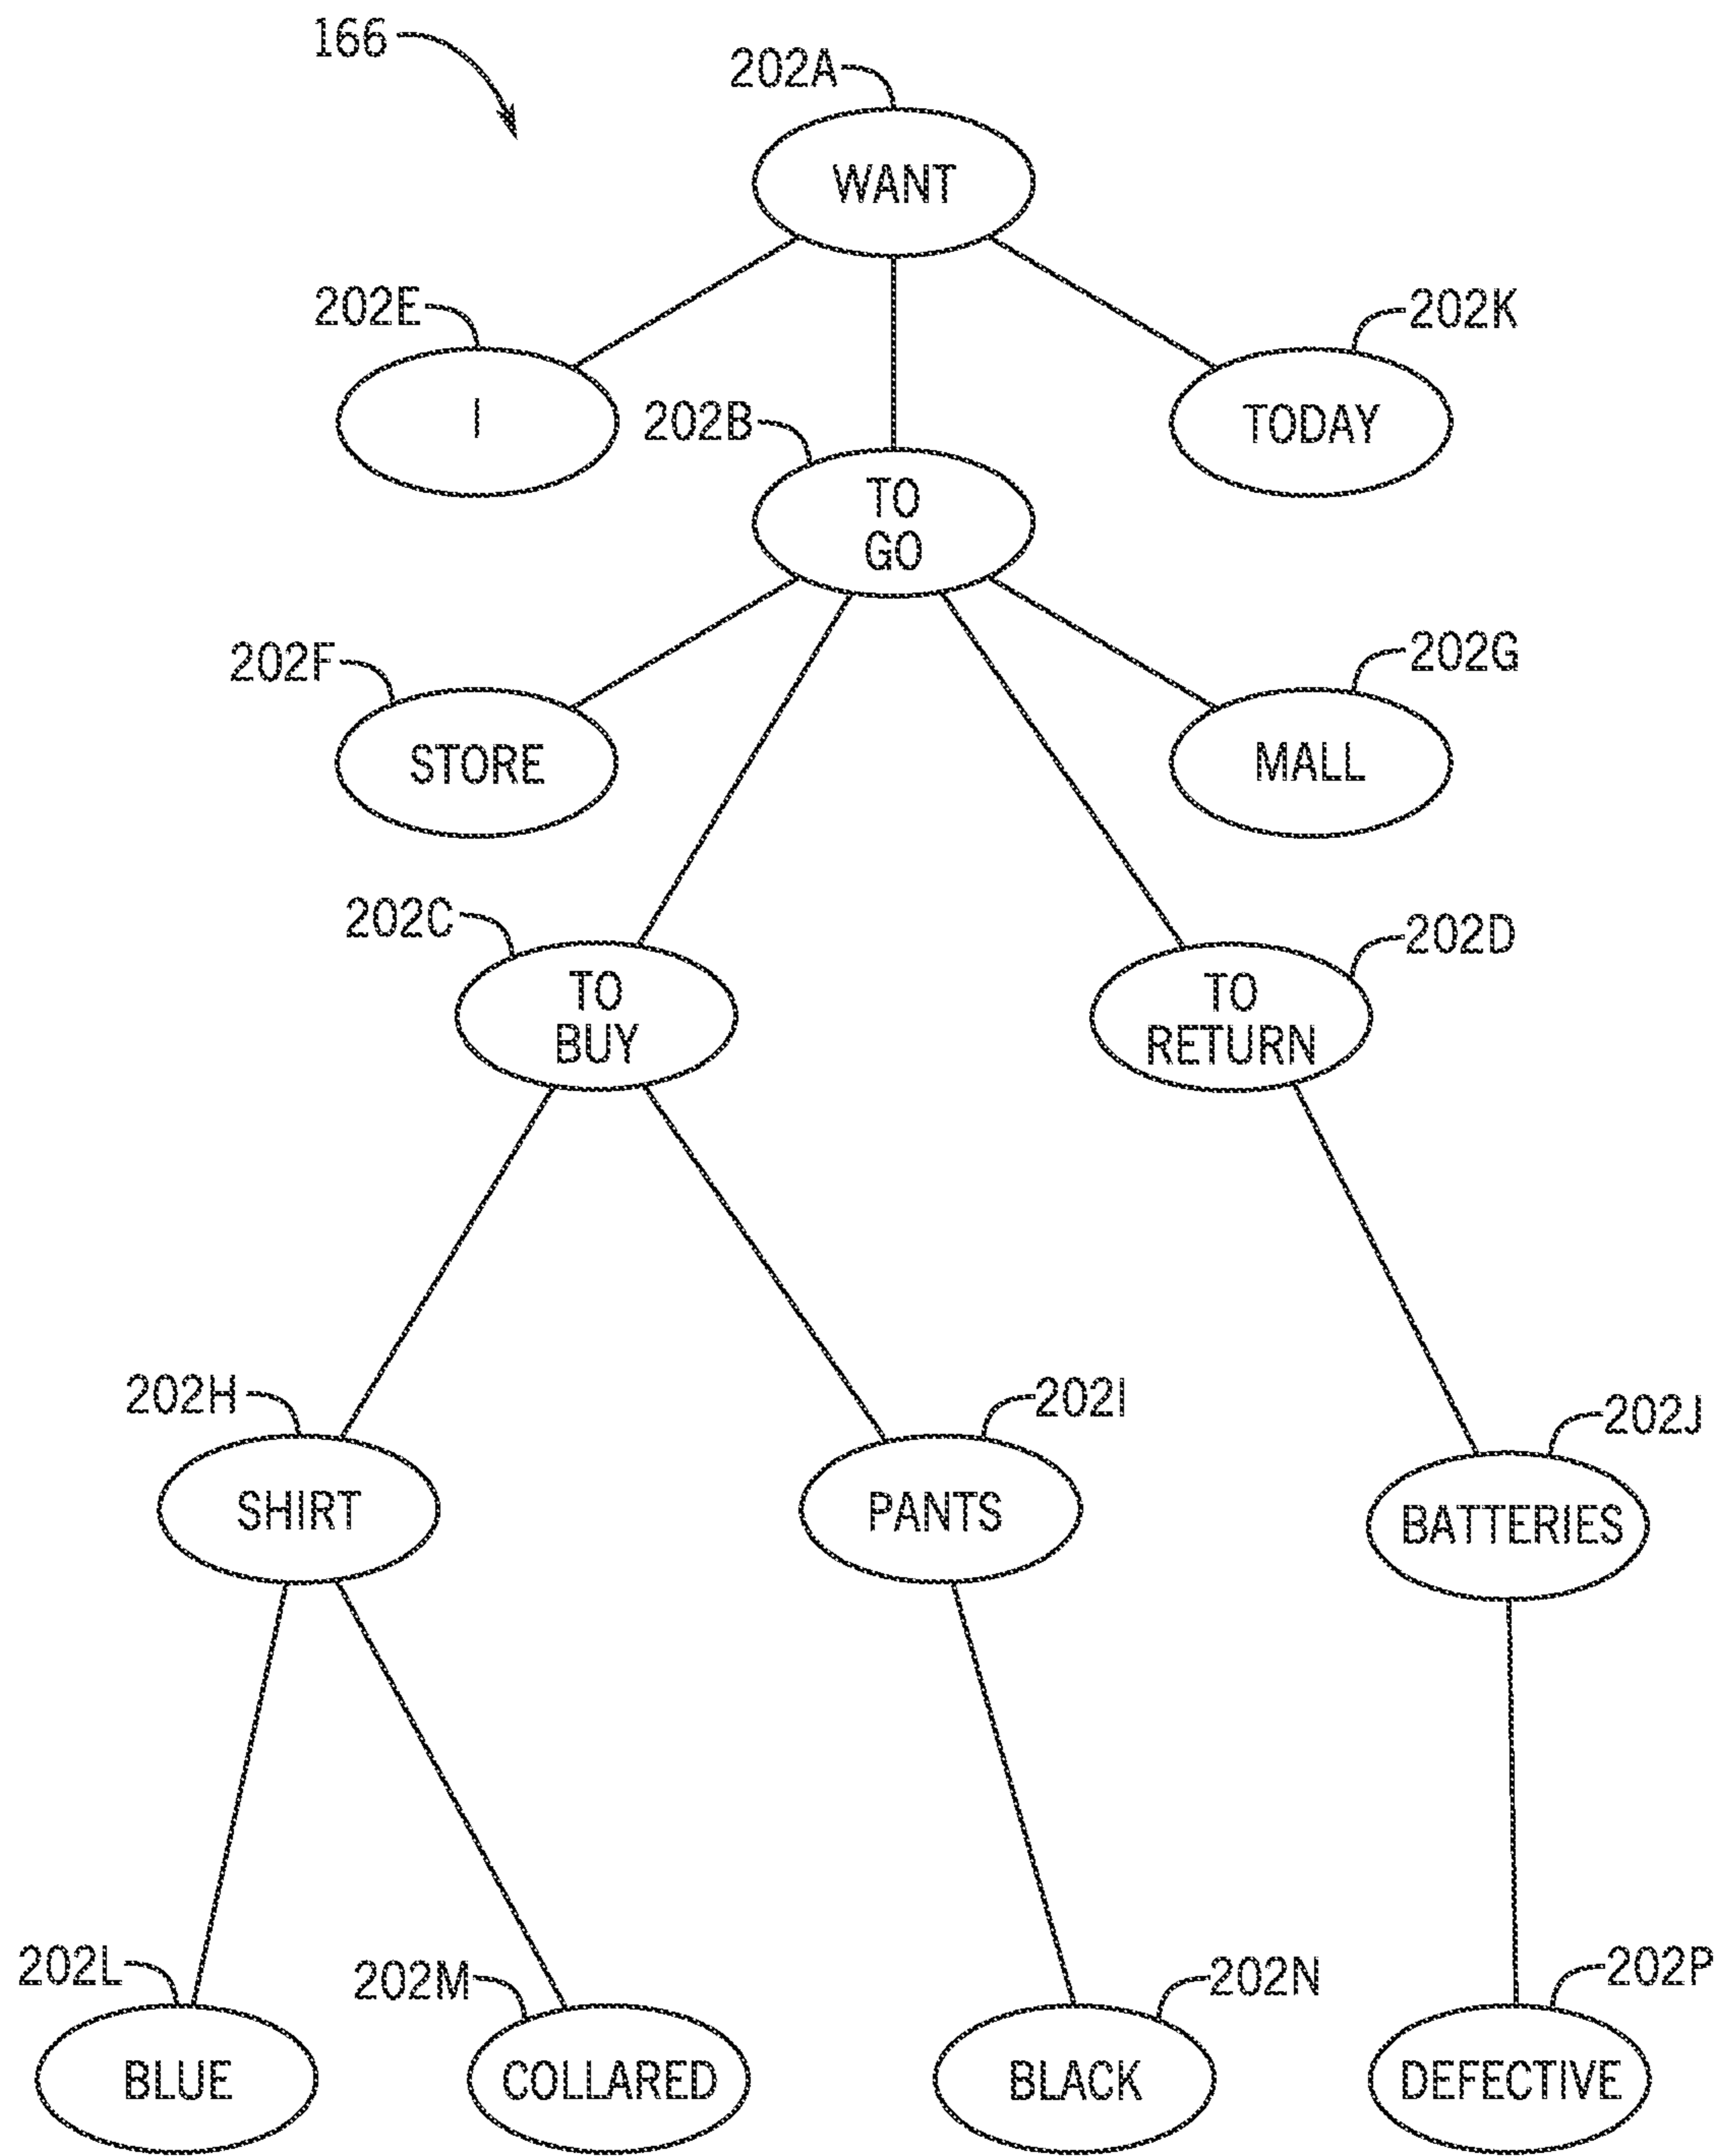 166
202A
WANT
202E
202K
I
TODAY
202B
TO
GO
202F
202G
STORE
MALL
202C
202D
TO
BUY
TO
RETURN
202H
202I
202J
SHIRT
PANTS
BATTERIES
202L
202M
202N
202P
BLUE
COLLARED
BLACK
DEFECTIVE